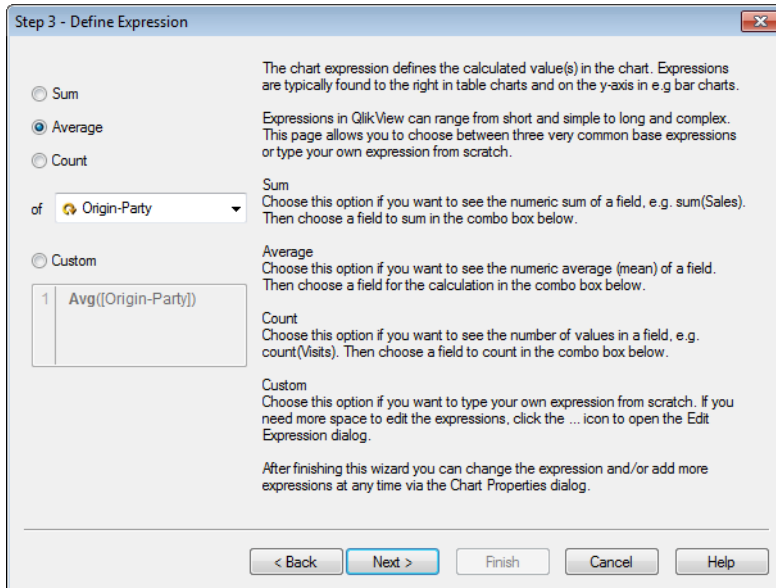 Step 3 - Define Expression
Sum
Average
Count
of Origin-Party
Custom
1 Avg([Origin-Party])
The chart expression defines the calculated value(s) in the chart. Expressions
are typically found to the right in table charts and on the y-axis in e.g bar charts.
Expressions in QlikView can range from short and simple to long and complex.
This page allows you to choose between three very common base expressions
or type your own expression from scratch.
Sum
Choose this option if you want to see the numeric sum of a field, e.g. sum(Sales).
Then choose a field to sum in the combo box below.
Average
Choose this option if you want to see the numeric average (mean) of a field.
Then choose a field for the calculation in the combo box below.
Count
Choose this option if you want to see the number of values in a field, e.g.
count(Visits). Then choose a field to count in the combo box below.
Custom
Choose this option if you want to type your own expression from scratch. If you
need more space to edit the expressions, click the ... icon to open the Edit
Expression dialog.
After finishing this wizard you can change the expression and/or add more
expressions at any time via the Chart Properties dialog.
< Back Next > Finish Cancel Help